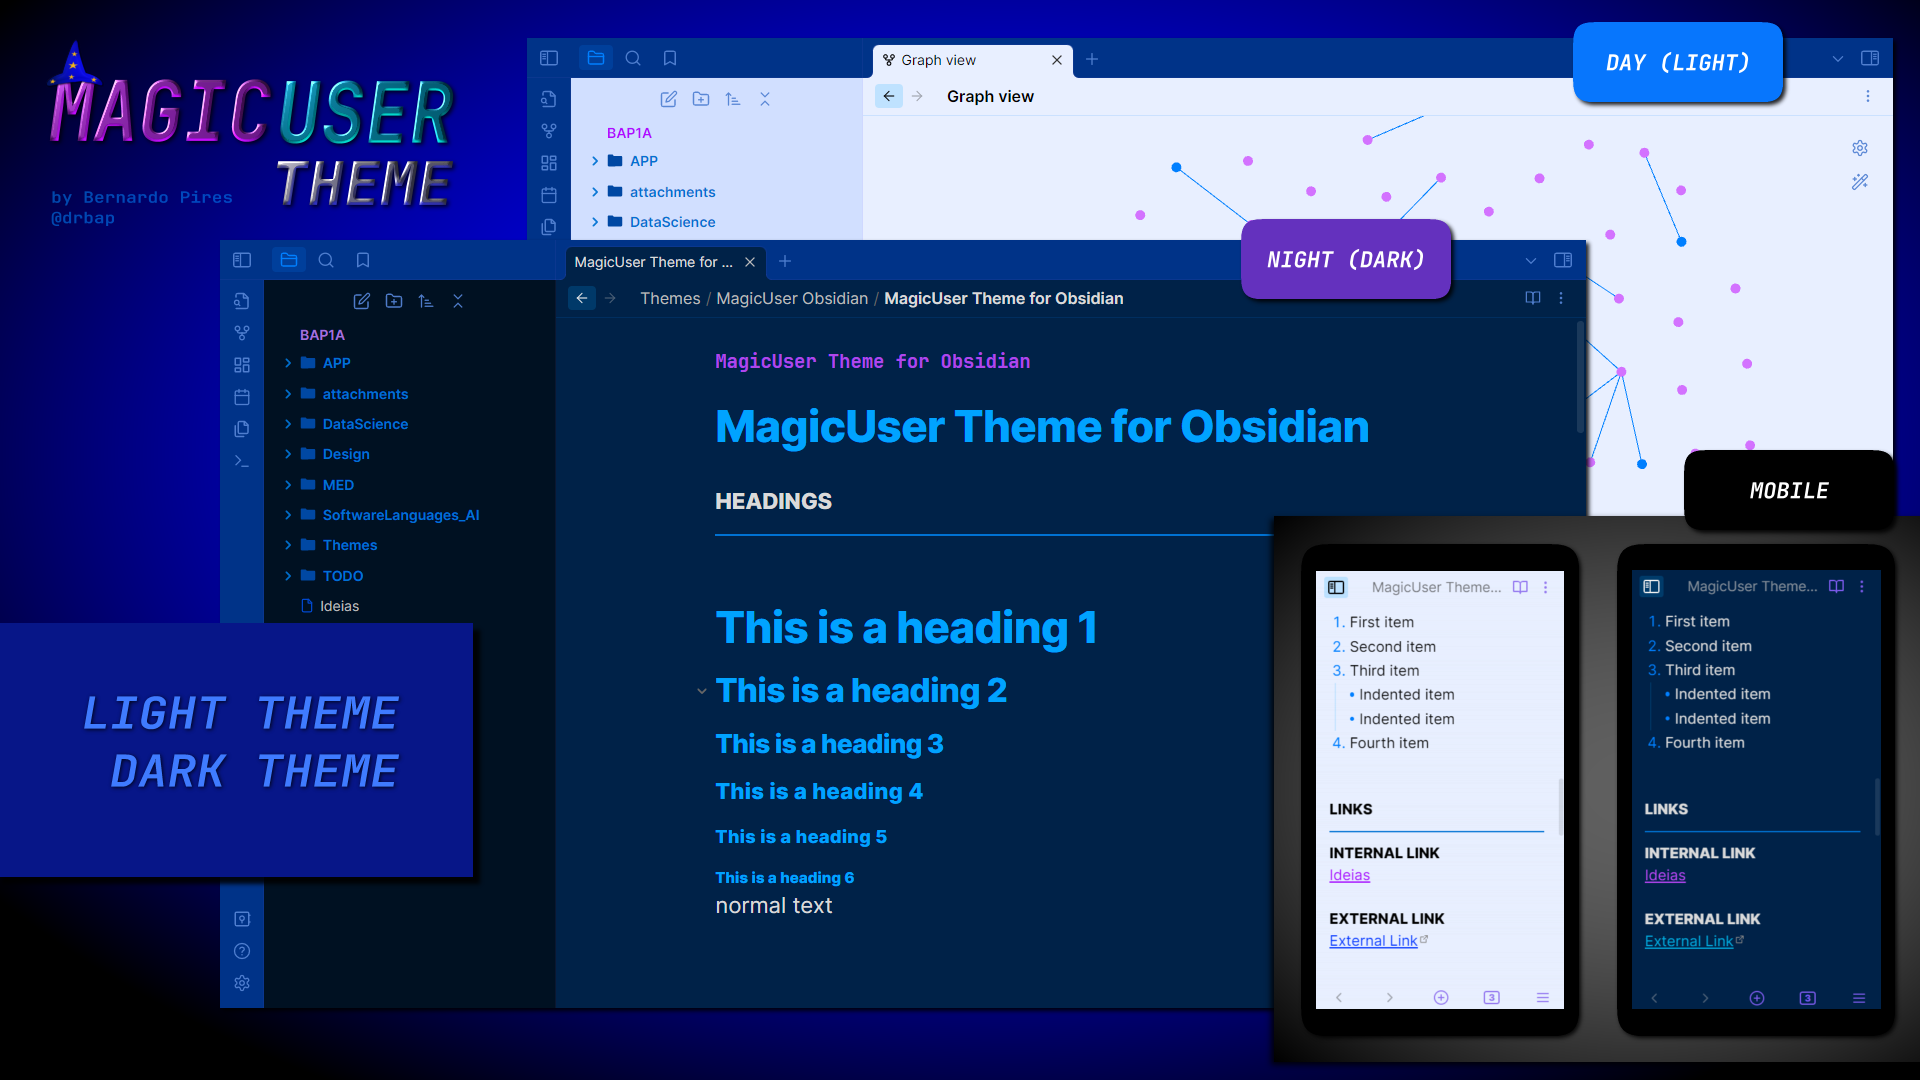 MAGICUSER
THEME
by Bernardo Pires
@drbap
Graph view
DAY (LIGHT)
Graph view
BAP1A
APP
attachments
DataScience
NIGHT (DARK)
MagicUser Theme for ...
Themes / MagicUser Obsidian / MagicUser Theme for Obsidian
BAP1A
APP
attachments
DataScience
Design
MED
SoftwareLanguages_AI
Themes
TODO
Ideias
MagicUser Theme for Obsidian
MagicUser Theme for Obsidian
HEADINGS
This is a heading 1
This is a heading 2
This is a heading 3
This is a heading 4
This is a heading 5
This is a heading 6
normal text
LIGHT THEME
DARK THEME
MOBILE
MagicUser Theme...
1. First item
2. Second item
3. Third item
• Indented item
• Indented item
4. Fourth item
LINKS
INTERNAL LINK
Ideias
EXTERNAL LINK
External Link
3
MagicUser Theme...
1. First item
2. Second item
3. Third item
• Indented item
• Indented item
4. Fourth item
LINKS
INTERNAL LINK
Ideias
EXTERNAL LINK
External Link
3